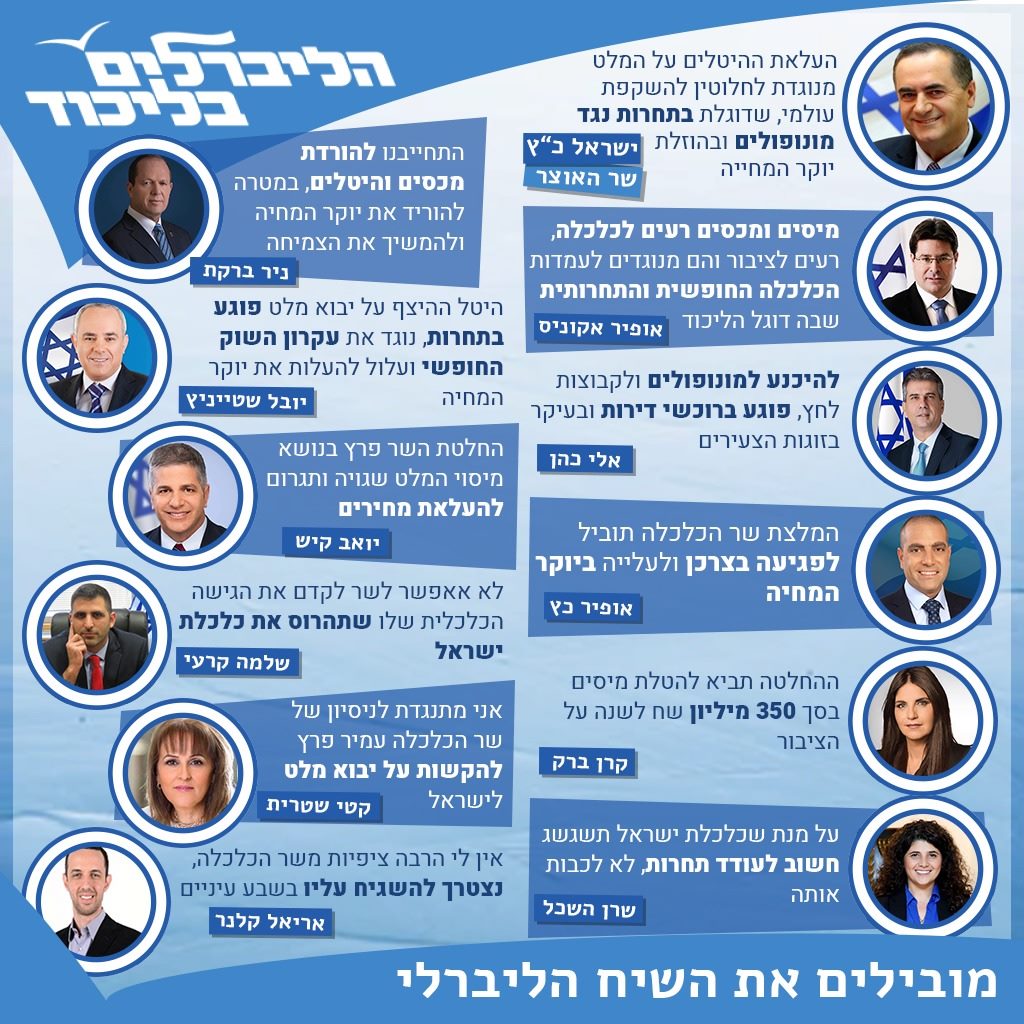 הליברלים
בליכוד
העלאת ההיטלים על המלט
מנוגדת לחלוטין להשקפת
עולמי, שדוגלת בתחרות נגד
מונופולים ובהוזלת
יוקר המחייה
ישראל כ״ץ
שר האוצר
מיסים ומכסים רעים לכלכלה,
רעים לציבור והם מנוגדים לעמדות
הכלכלה החופשית והתחרותית
שבה דוגל הליכוד
אופיר אקוניס
להיכנע למונופולים ולקבוצות
לחץ, פוגע ברוכשי דירות ובעיקר
בזוגות הצעירים
אלי כהן
המלצת שר הכלכלה תוביל
לפגיעה בצרכן ולעלייה ביוקר
המחיה
אופיר כץ
ההחלטה תביא להטלת מיסים
בסך 350 מיליון שח לשנה על
הציבור
קרן ברק
על מנת שכלכלת ישראל תשגשג
חשוב לעודד תחרות, לא לכבות
אותה
שרן השכל
התחייבנו להורדת
מכסים והיטלים, במטרה
להוריד את יוקר המחיה
ולהמשיך את הצמיחה
ניר ברקת
היטל ההיצף על יבוא מלט פוגע
בתחרות, נוגד את עקרון השוק
החופשי ועלול להעלות את יוקר
המחיה
יובל שטייניץ
החלטת השר פרץ בנושא
מיסוי המלט שגויה ותגרום
להעלאת מחירים
יואב קיש
לא אאפשר לשר לקדם את הגישה
הכלכלית שלו שתהרוס את כלכלת
ישראל
שלמה קרעי
אני מתנגדת לניסיון של
שר הכלכלה עמיר פרץ
להקשות על יבוא מלט
לישראל
קטי שטרית
אין לי הרבה ציפיות משר הכלכלה,
נצטרך להשגיח עליו בשבע עיניים
אריאל קלנר
מובילים את השיח הליברלי